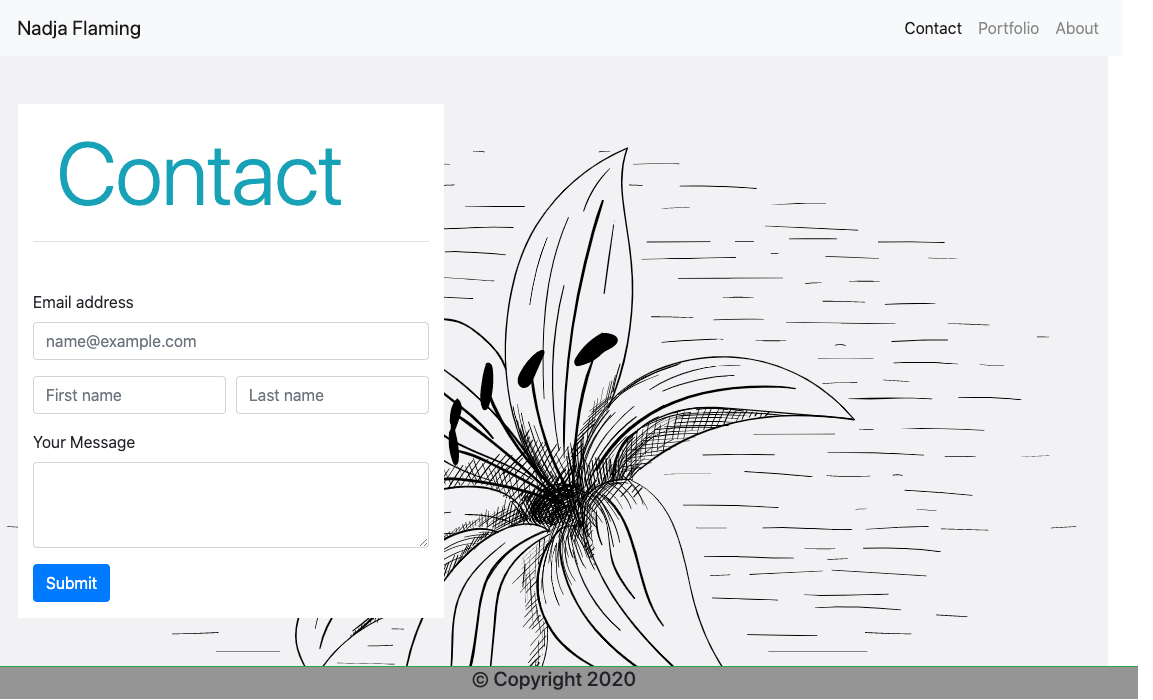 Nadja Flaming
Contact Portfolio About
Contact
Email address
name@example.com
First name Last name
Your Message
Submit
© Copyright 2020